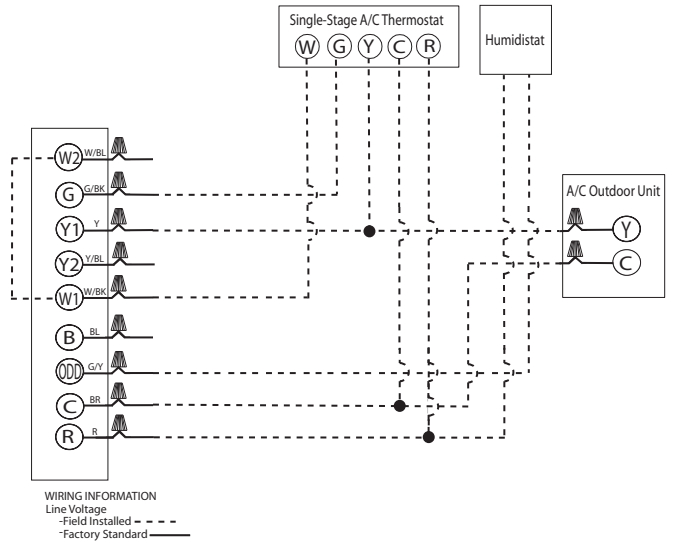 Single-Stage A/C Thermostat
W G Y C R
Humidistat
A/C Outdoor Unit
Y
C
W2 W/BL
G G/BK
Y1 Y
Y2 Y/BL
W1 W/BK
B BL
ODD G/Y
C BR
R R
WIRING INFORMATION
Line Voltage
-Field Installed
-Factory Standard